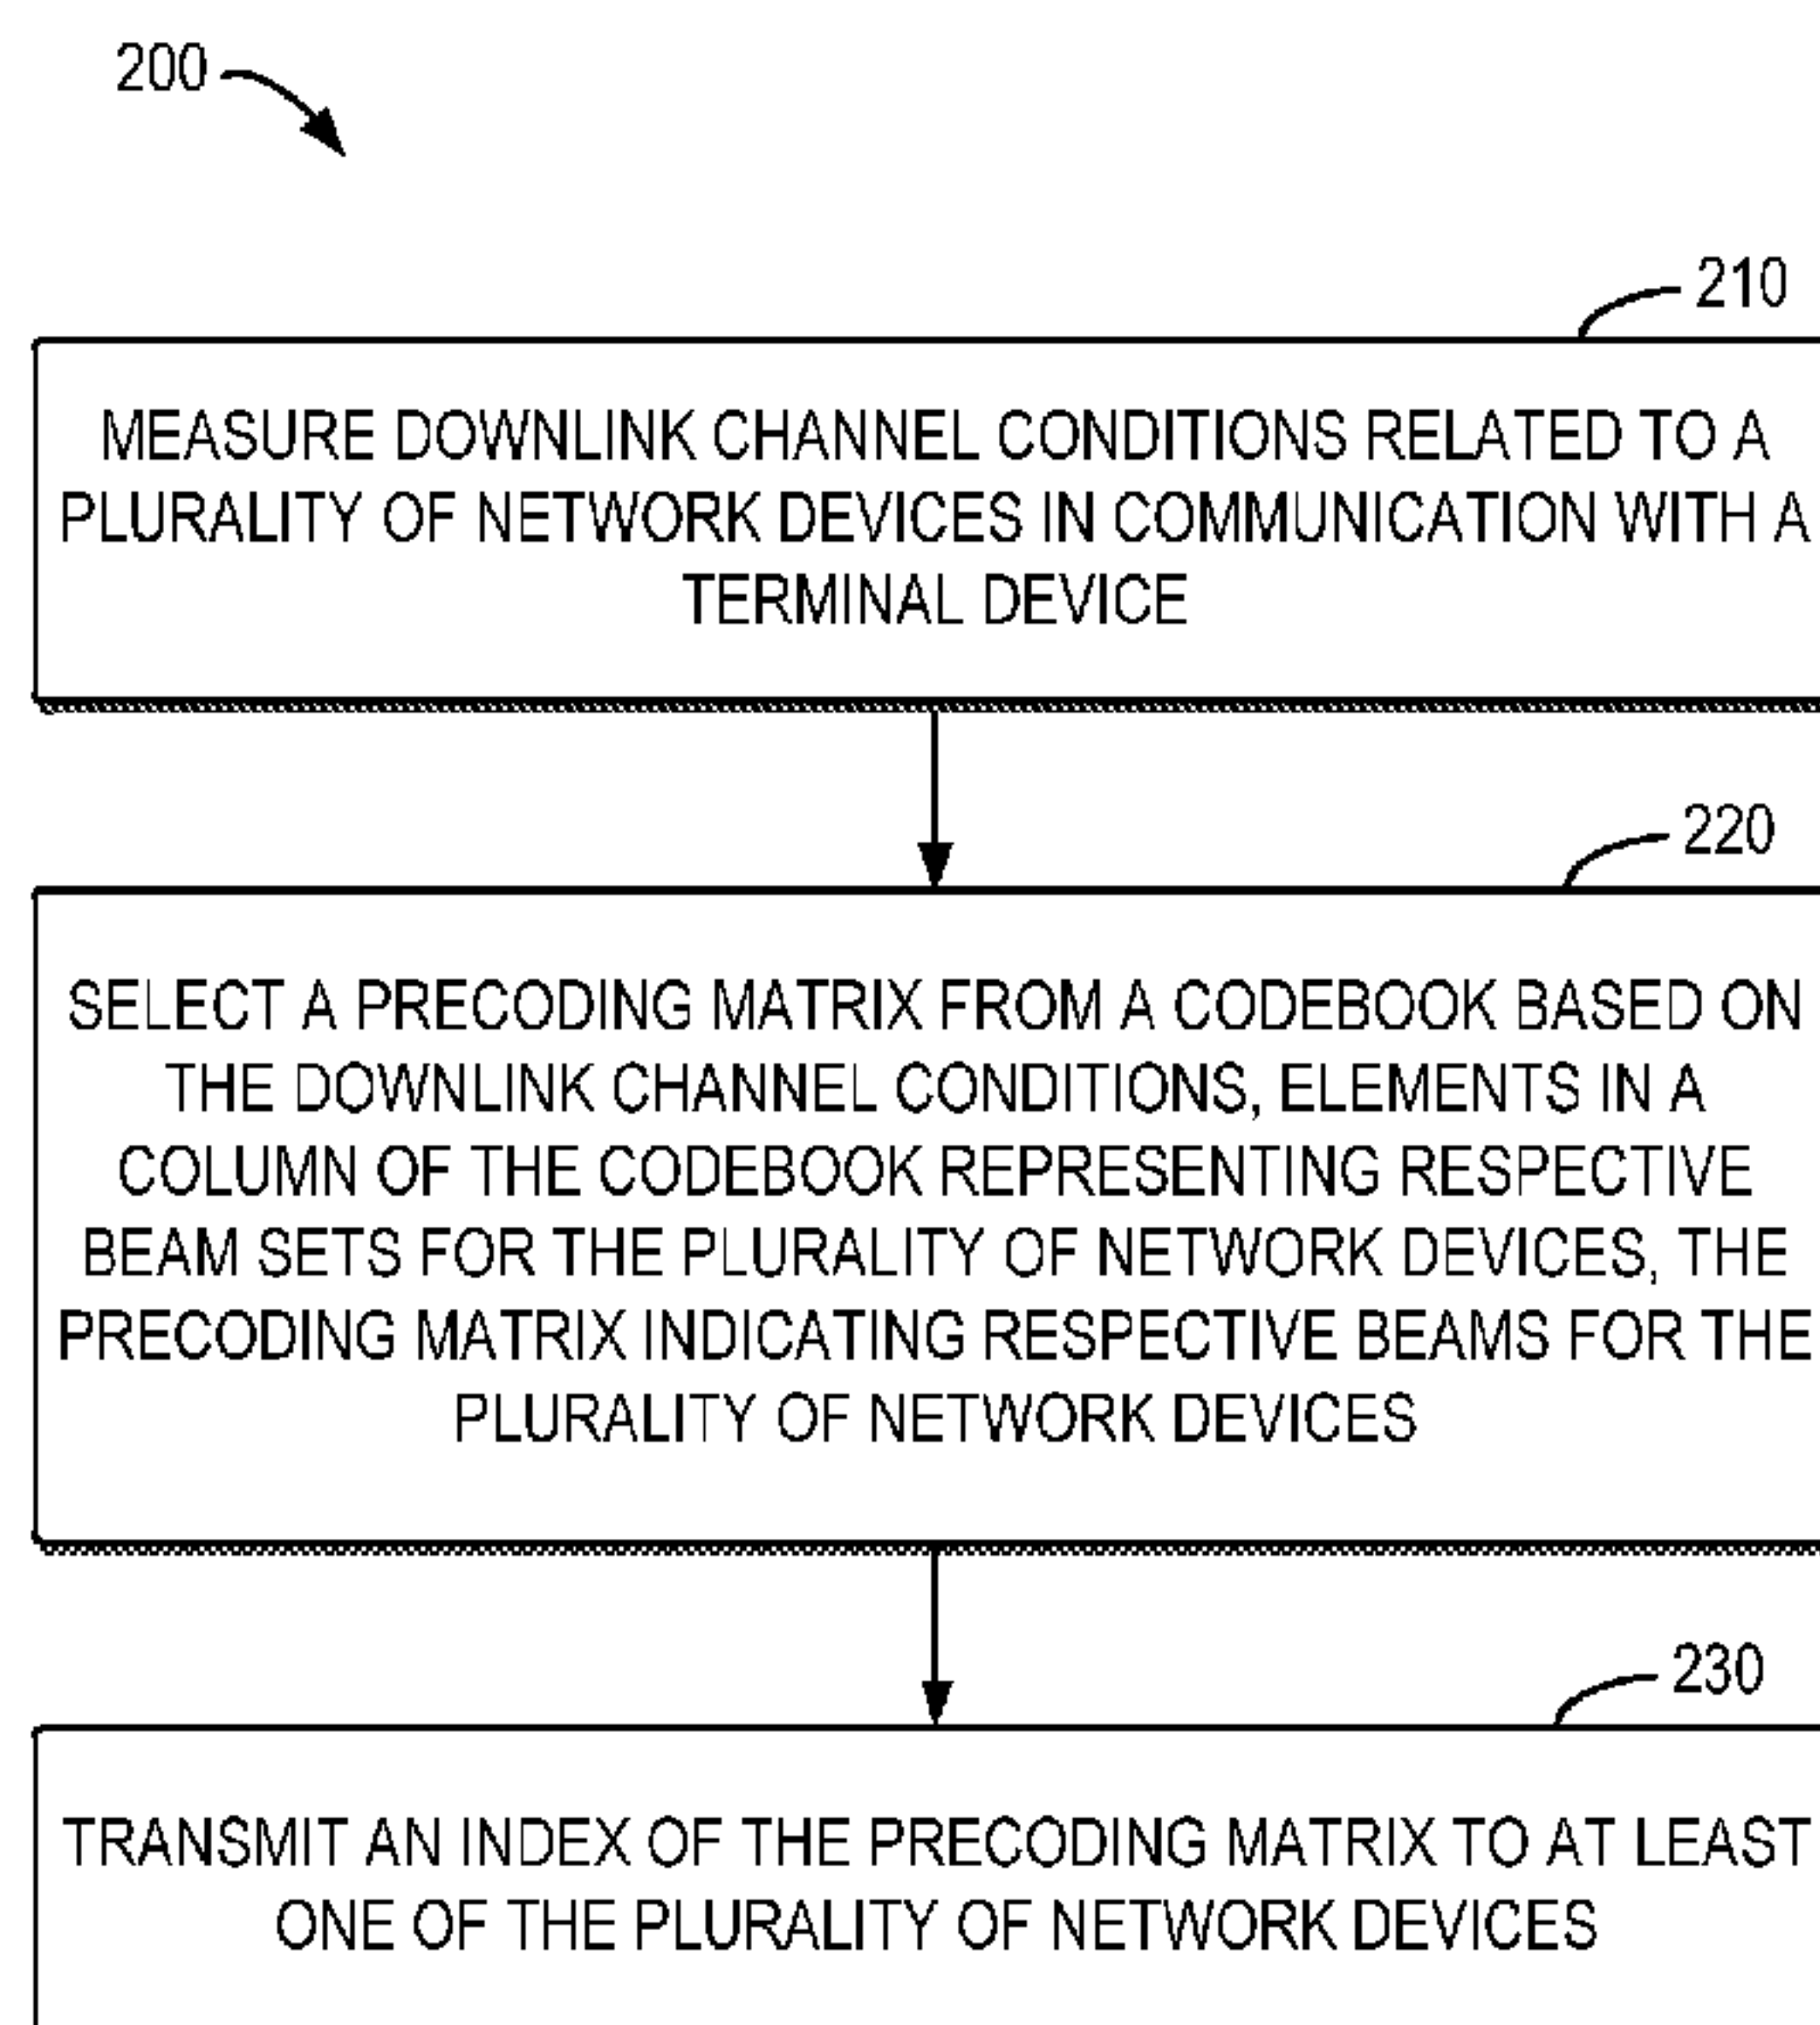 200
210
MEASURE DOWNLINK CHANNEL CONDITIONS RELATED TO A
PLURALITY OF NETWORK DEVICES IN COMMUNICATION WITH A
TERMINAL DEVICE
220
SELECT A PRECODING MATRIX FROM A CODEBOOK BASED ON
THE DOWNLINK CHANNEL CONDITIONS, ELEMENTS IN A
COLUMN OF THE CODEBOOK REPRESENTING RESPECTIVE
BEAM SETS FOR THE PLURALITY OF NETWORK DEVICES, THE
PRECODING MATRIX INDICATING RESPECTIVE BEAMS FOR THE
PLURALITY OF NETWORK DEVICES
230
TRANSMIT AN INDEX OF THE PRECODING MATRIX TO AT LEAST
ONE OF THE PLURALITY OF NETWORK DEVICES